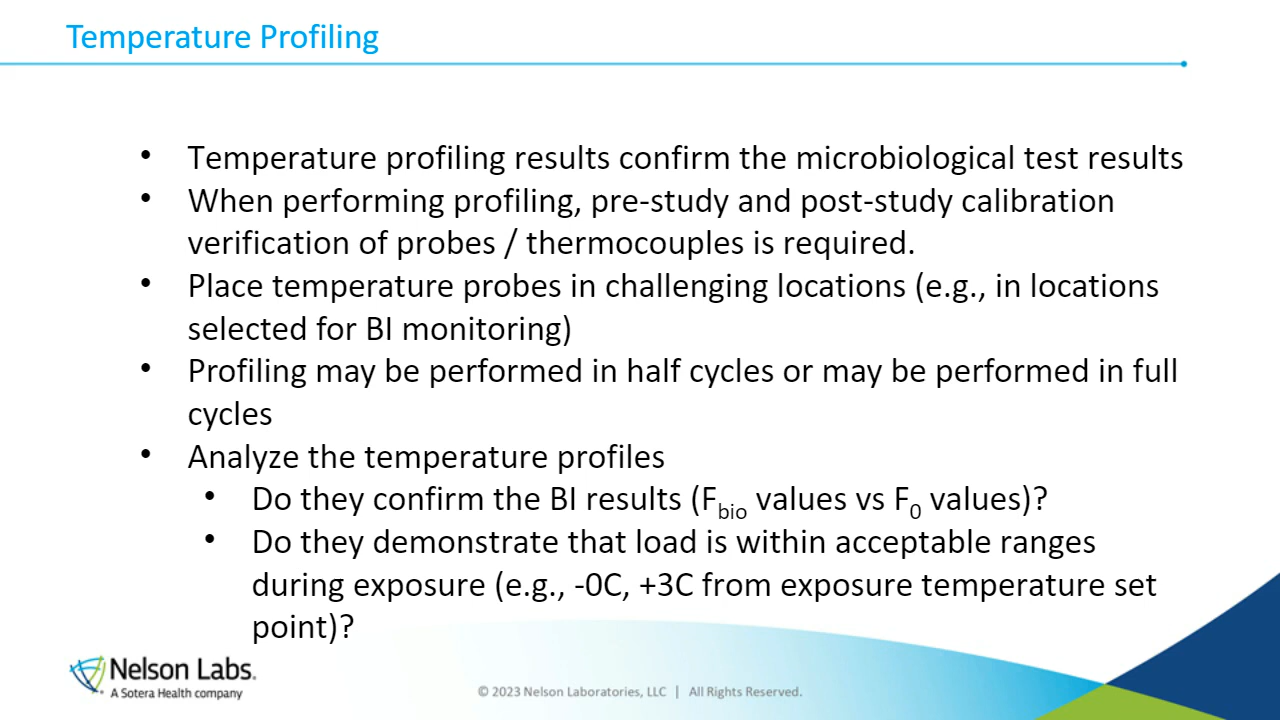 Temperature Profiling
• Temperature profiling results confirm the microbiological test results
• When performing profiling, pre-study and post-study calibration
verification of probes / thermocouples is required.
• Place temperature probes in challenging locations (e.g., in locations
selected for BI monitoring)
• Profiling may be performed in half cycles or may be performed in full
cycles
• Analyze the temperature profiles
• Do they confirm the BI results (Fbio values vs F0 values)?
• Do they demonstrate that load is within acceptable ranges
during exposure (e.g., -0C, +3C from exposure temperature set
point)?
Nelson Labs.
A Sotera Health company
© 2023 Nelson Laboratories, LLC | All Rights Reserved.